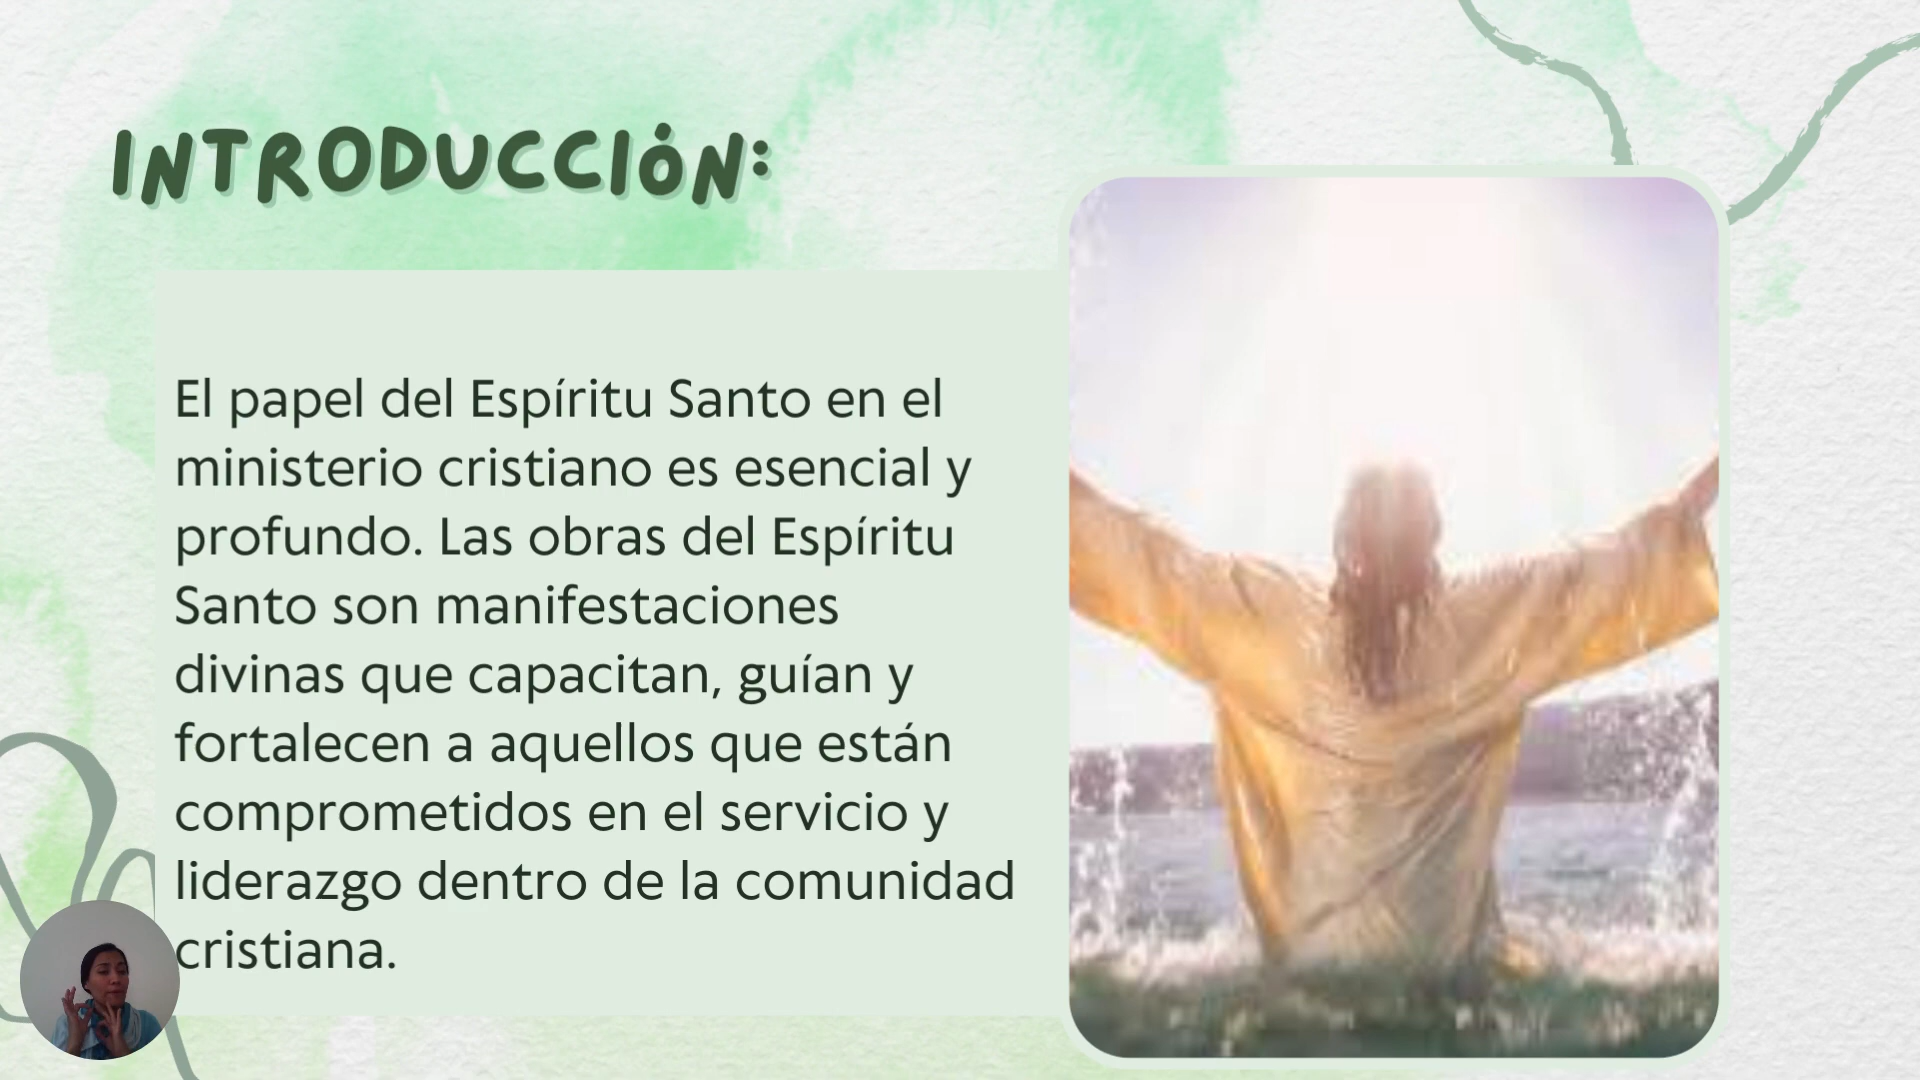 INTRODUCCIÓN:
El papel del Espíritu Santo en el
ministerio cristiano es esencial y
profundo. Las obras del Espíritu
Santo son manifestaciones
divinas que capacitan, guían y
fortalecen a aquellos que están
comprometidos en el servicio y
liderazgo dentro de la comunidad
cristiana.